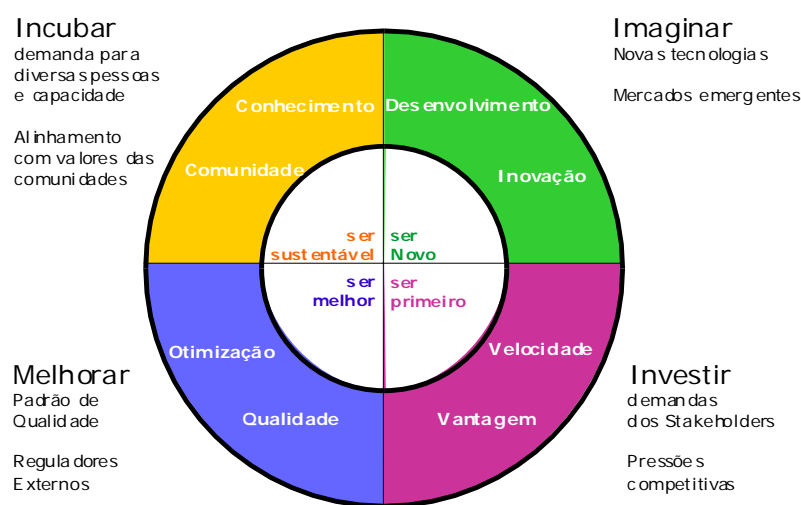 Incubar
demanda para
diversas pessoas
e capacidade
Alinhamento
com valores das
comunidades
Imaginar
Novas tecnologias
Mercados emergentes
Conhecimento
Comunidade
Desenvolvimento
Inovação
ser
sustentável
ser
Novo
ser
melhor
ser
primeiro
Otimização
Qualidade
Velocidade
Vantagem
Melhorar
Padrão de
Qualidade
Reguladores
Externos
Investir
demandas
dos Stakeholders
Pressões
competitivas